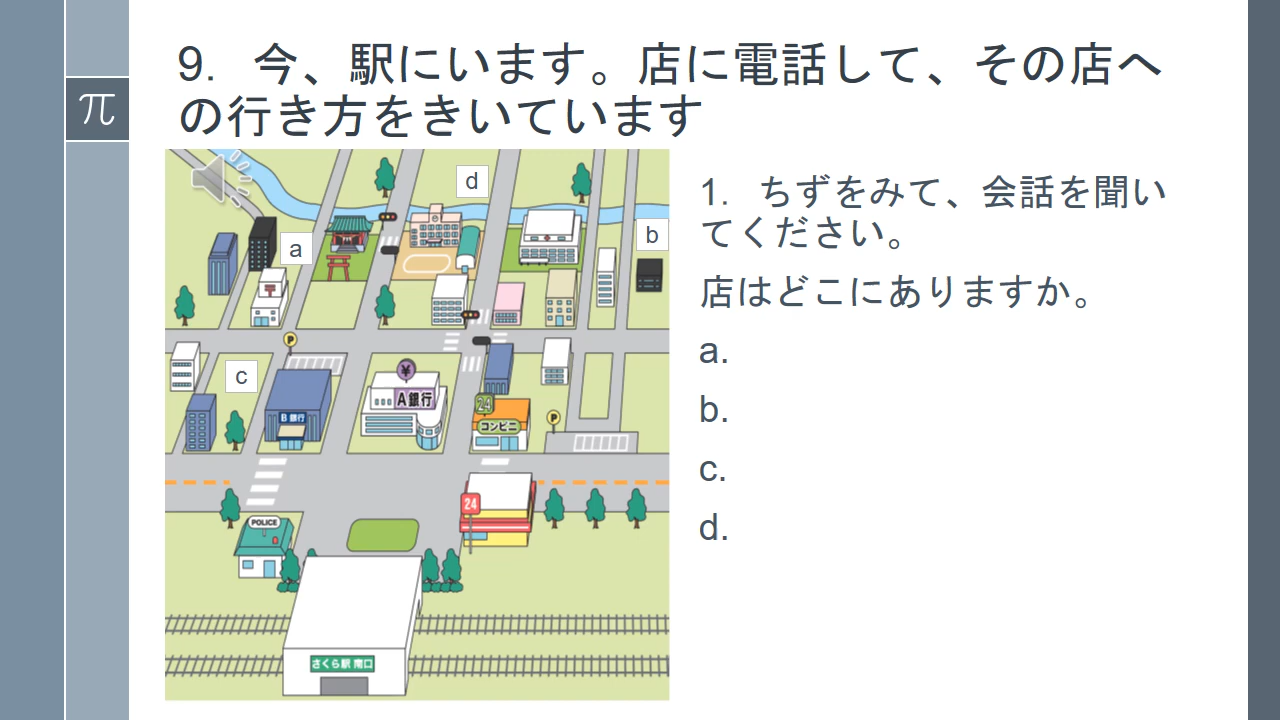 π
9. 今、駅にいます。店に電話して、その店へ
の行き方をきいています
1. ちずをみて、会話を聞い
てください。
店はどこにありますか。
a.
b.
c.
d.
d
b
a
〒
P
c
¥
A銀行
B 銀行
24
コンビニ
P
24
POLICE
さくら駅 南口